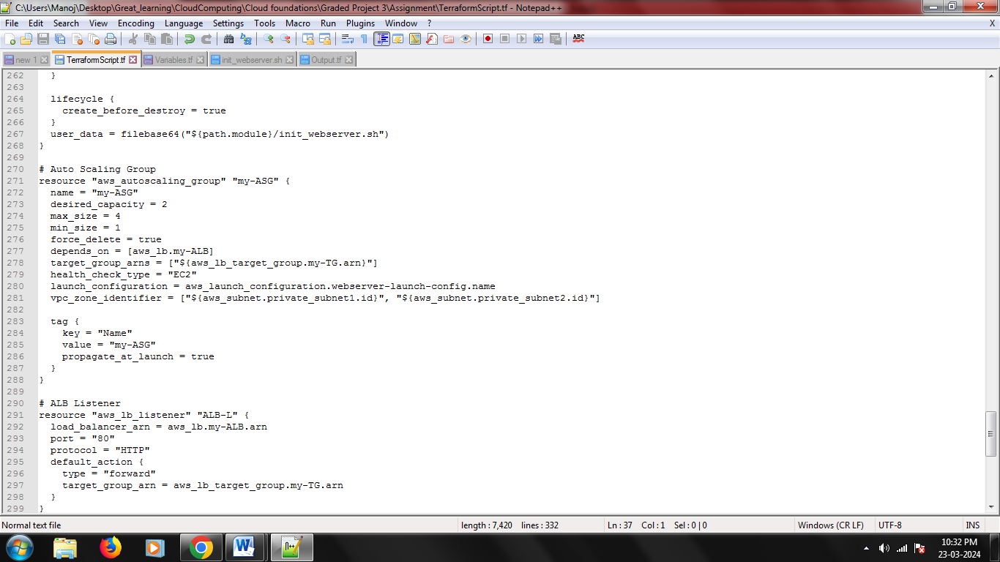 C:\Users\Manoj\Desktop\Great_learning\CloudComputing\Cloud foundations\Graded Project 3\Assignment\TerraformScript.tf - Notepad++
File Edit Search View Encoding Language Settings Tools Macro Run Plugins Window ? X
new 1 TerraformScript.tf Variables.tf init_webserver.sh Output.tf
262   }
263
264   lifecycle {
265     create_before_destroy = true
266   }
267   user_data = filebase64("${path.module}/init_webserver.sh")
268 }
269
270 # Auto Scaling Group
271 resource "aws_autoscaling_group" "my-ASG" {
272   name = "my-ASG"
273   desired_capacity = 2
274   max_size = 4
275   min_size = 1
276   force_delete = true
277   depends_on = [aws_lb.my-ALB]
278   target_group_arns = ["${aws_lb_target_group.my-TG.arn}"]
279   health_check_type = "EC2"
280   launch_configuration = aws_launch_configuration.webserver-launch-config.name
281   vpc_zone_identifier = ["${aws_subnet.private_subnet1.id}", "${aws_subnet.private_subnet2.id}"]
282
283   tag {
284     key = "Name"
285     value = "my-ASG"
286     propagate_at_launch = true
287   }
288 }
289
290 # ALB Listener
291 resource "aws_lb_listener" "ALB-L" {
292   load_balancer_arn = aws_lb.my-ALB.arn
293   port = "80"
294   protocol = "HTTP"
295   default_action {
296     type = "forward"
297     target_group_arn = aws_lb_target_group.my-TG.arn
298   }
299 }
Normal text file length : 7,420 lines : 332 Ln : 37 Col : 1 Sel : 0 | 0 Windows (CR LF) UTF-8 INS
10:32 PM
23-03-2024